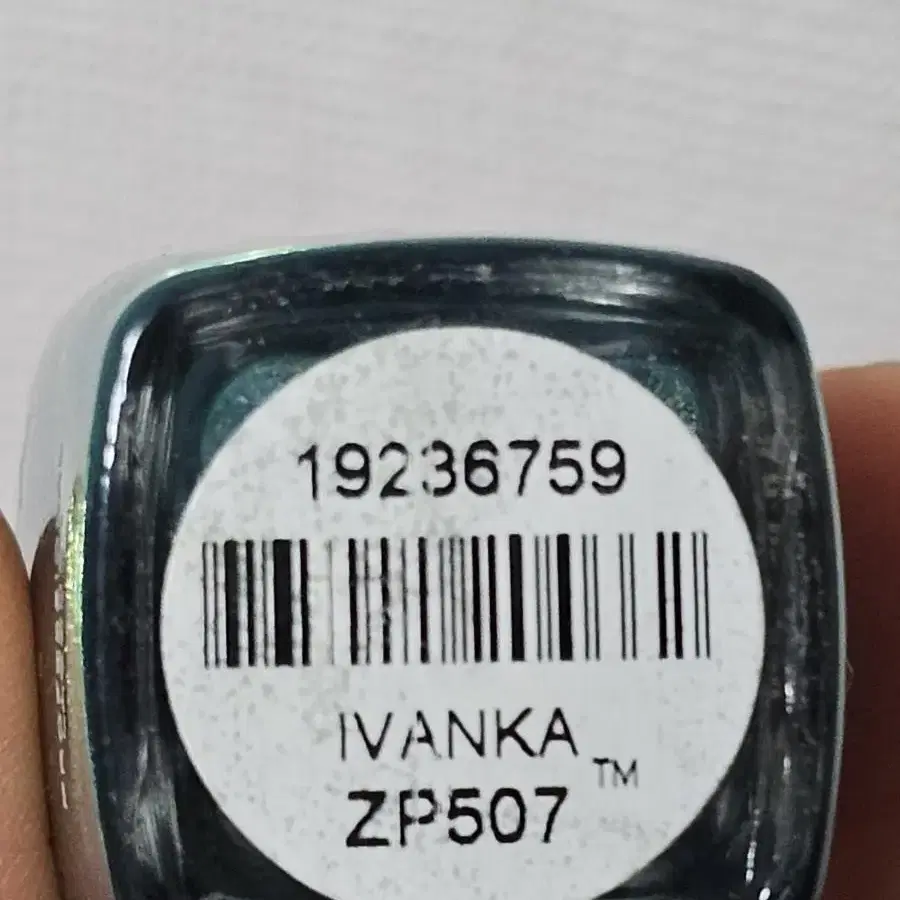 19236759
IVANKA
TM
ZP507